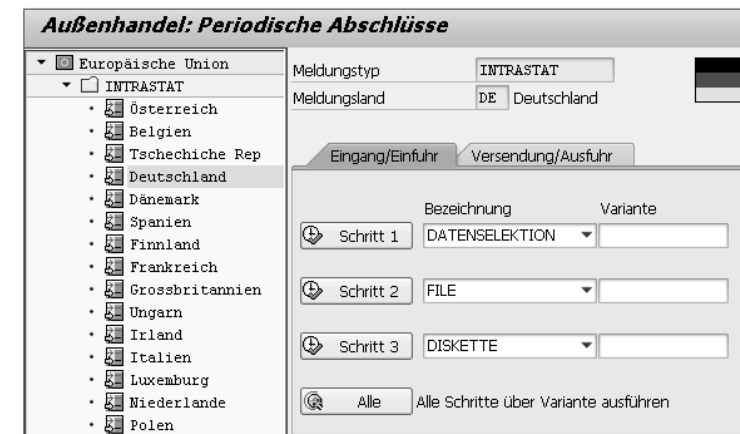 Außenhandel: Periodische Abschlüsse
Europäische Union
INTRASTAT
Österreich
Belgien
Tschechiche Rep
Deutschland
Dänemark
Spanien
Finnland
Frankreich
Grossbritannien
Ungarn
Irland
Italien
Luxemburg
Niederlande
Polen
Meldungstyp INTRASTAT
Meldungsland DE Deutschland
Eingang/Einfuhr Versendung/Ausfuhr
Bezeichnung Variante
Schritt 1 DATENSELEKTION
Schritt 2 FILE
Schritt 3 DISKETTE
Alle Alle Schritte über Variante ausführen